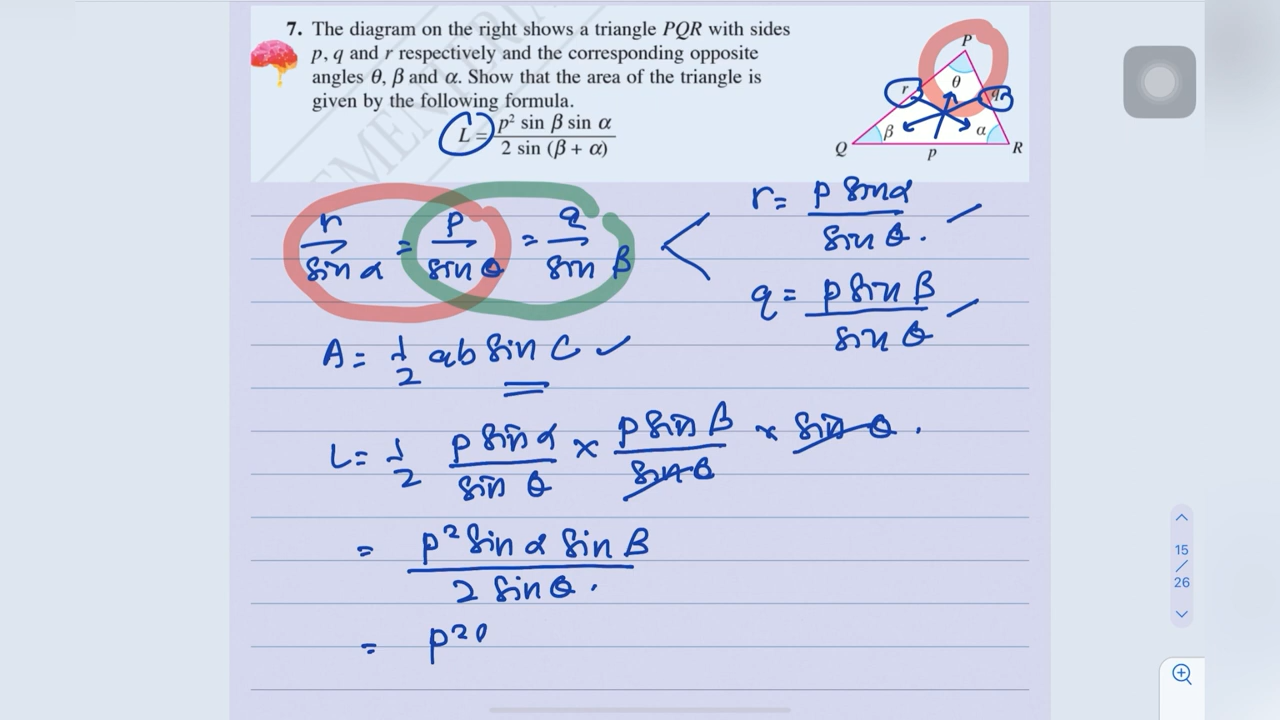 7. The diagram on the right shows a triangle PQR with sides
p, q and r respectively and the corresponding opposite
angles θ, β and α. Show that the area of the triangle is
given by the following formula.
L = p² sin β sin α / 2 sin (β + α)
P
θ
r
q
β
α
Q
p
R
r / sin α = p / sin θ = q / sin β
r = p sin α / sin θ.
q = p sin β / sin θ
A = 1/2 ab sin C ✓
L = 1/2 p sin α / sin θ × p sin β / sin θ × sin θ.
= p² sin α sin β / 2 sin θ.
= p²
15
/
26